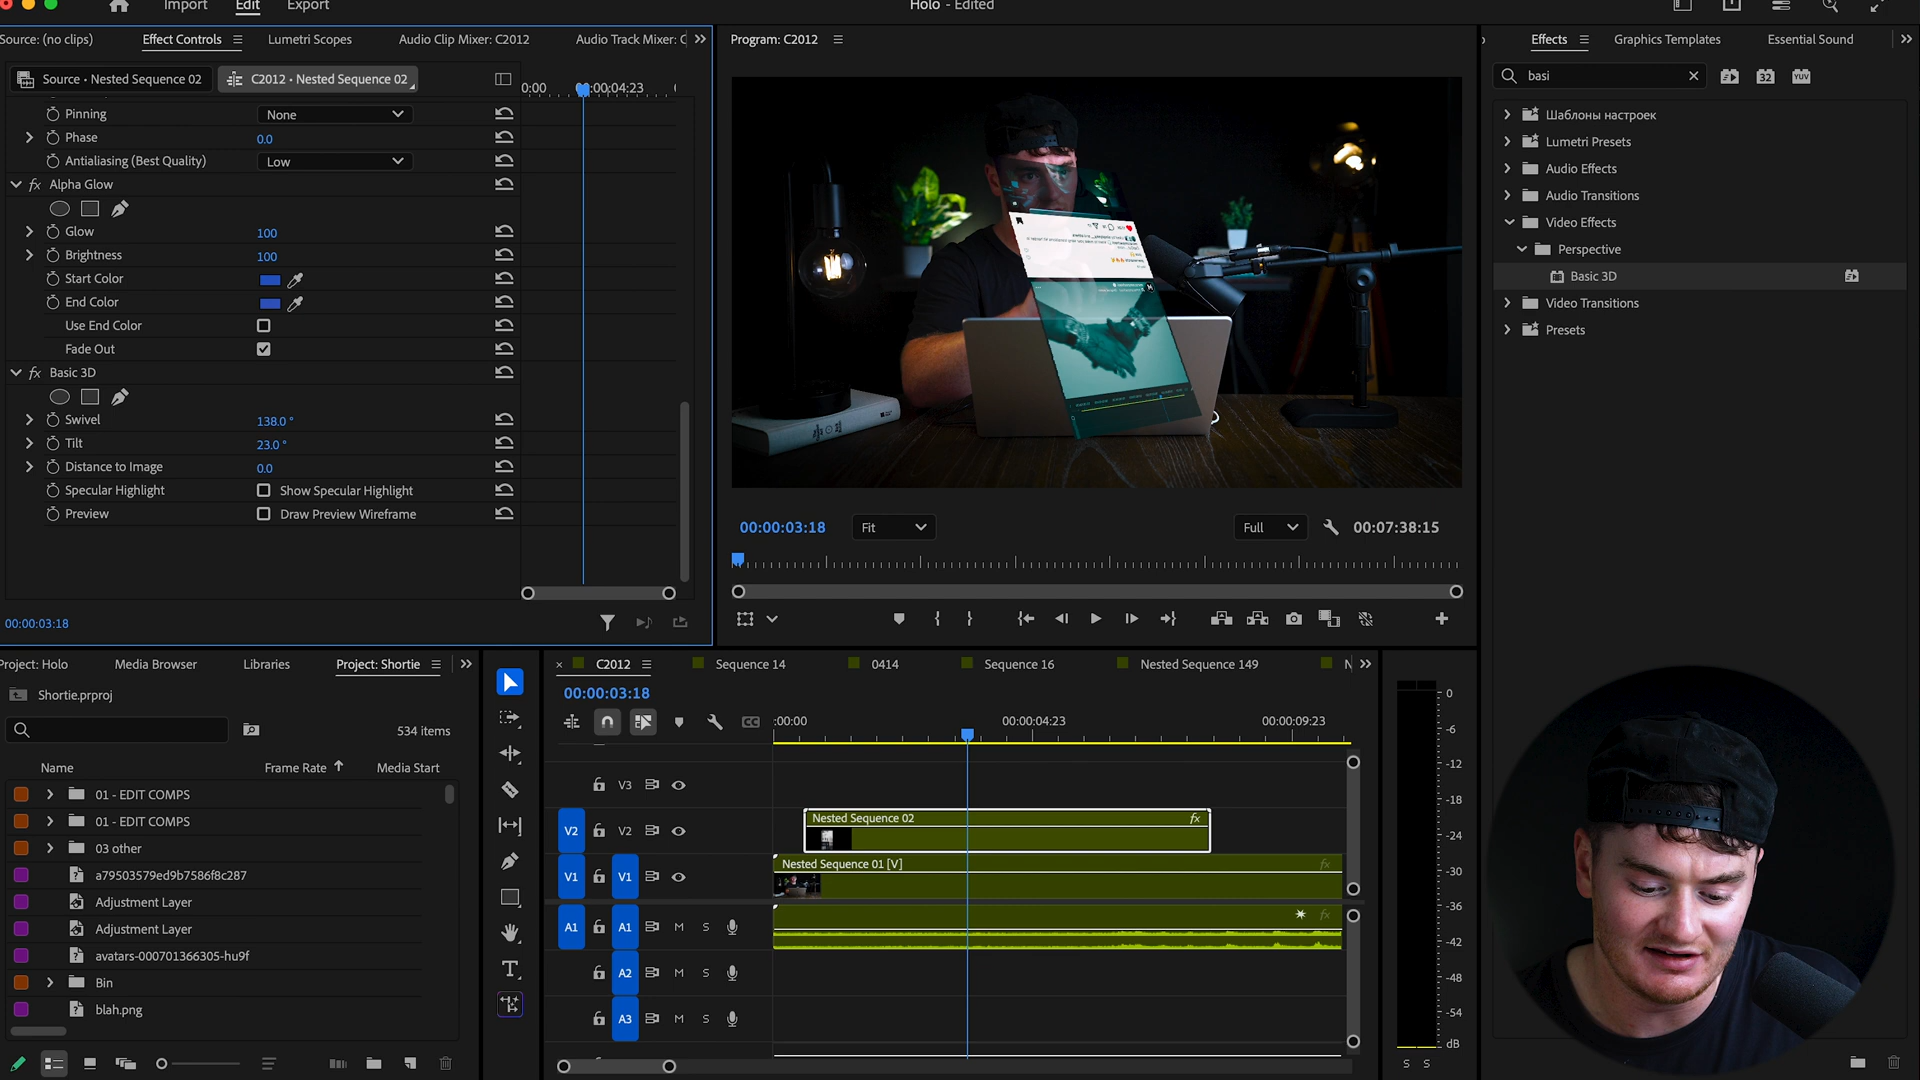 Import
Edit
Export
Holo - Edited
Source: (no clips)
Effect Controls
Lumetri Scopes
Audio Clip Mixer: C2012
Audio Track Mixer: C
Source • Nested Sequence 02
C2012 • Nested Sequence 02
0:00
00:00:04:23
Pinning
None
Phase
0.0
Antialiasing (Best Quality)
Low
fx Alpha Glow
Glow
100
Brightness
100
Start Color
End Color
Use End Color
Fade Out
fx Basic 3D
Swivel
138.0 °
Tilt
23.0 °
Distance to Image
0.0
Specular Highlight
Show Specular Highlight
Preview
Draw Preview Wireframe
00:00:03:18
Program: C2012
00:00:03:18
Fit
Full
00:07:38:15
Effects
Graphics Templates
Essential Sound
basi
32
YUV
Шаблоны настроек
Lumetri Presets
Audio Effects
Audio Transitions
Video Effects
Perspective
Basic 3D
Video Transitions
Presets
Project: Holo
Media Browser
Libraries
Project: Shortie
Shortie.prproj
534 items
Name
Frame Rate
Media Start
01 - EDIT COMPS
01 - EDIT COMPS
03 other
a79503579ed9b7586f8c287
Adjustment Layer
Adjustment Layer
avatars-000701366305-hu9f
Bin
blah.png
C2012
Sequence 14
0414
Sequence 16
Nested Sequence 149
N
00:00:03:18
CC
:00:00
00:00:04:23
00:00:09:23
V3
V2
V2
Nested Sequence 02
fx
V1
V1
Nested Sequence 01 [V]
fx
A1
A1
M
S
fx
A2
M
S
A3
M
S
0
-6
-12
-18
-24
-30
-36
-42
-48
-54
dB
S
S